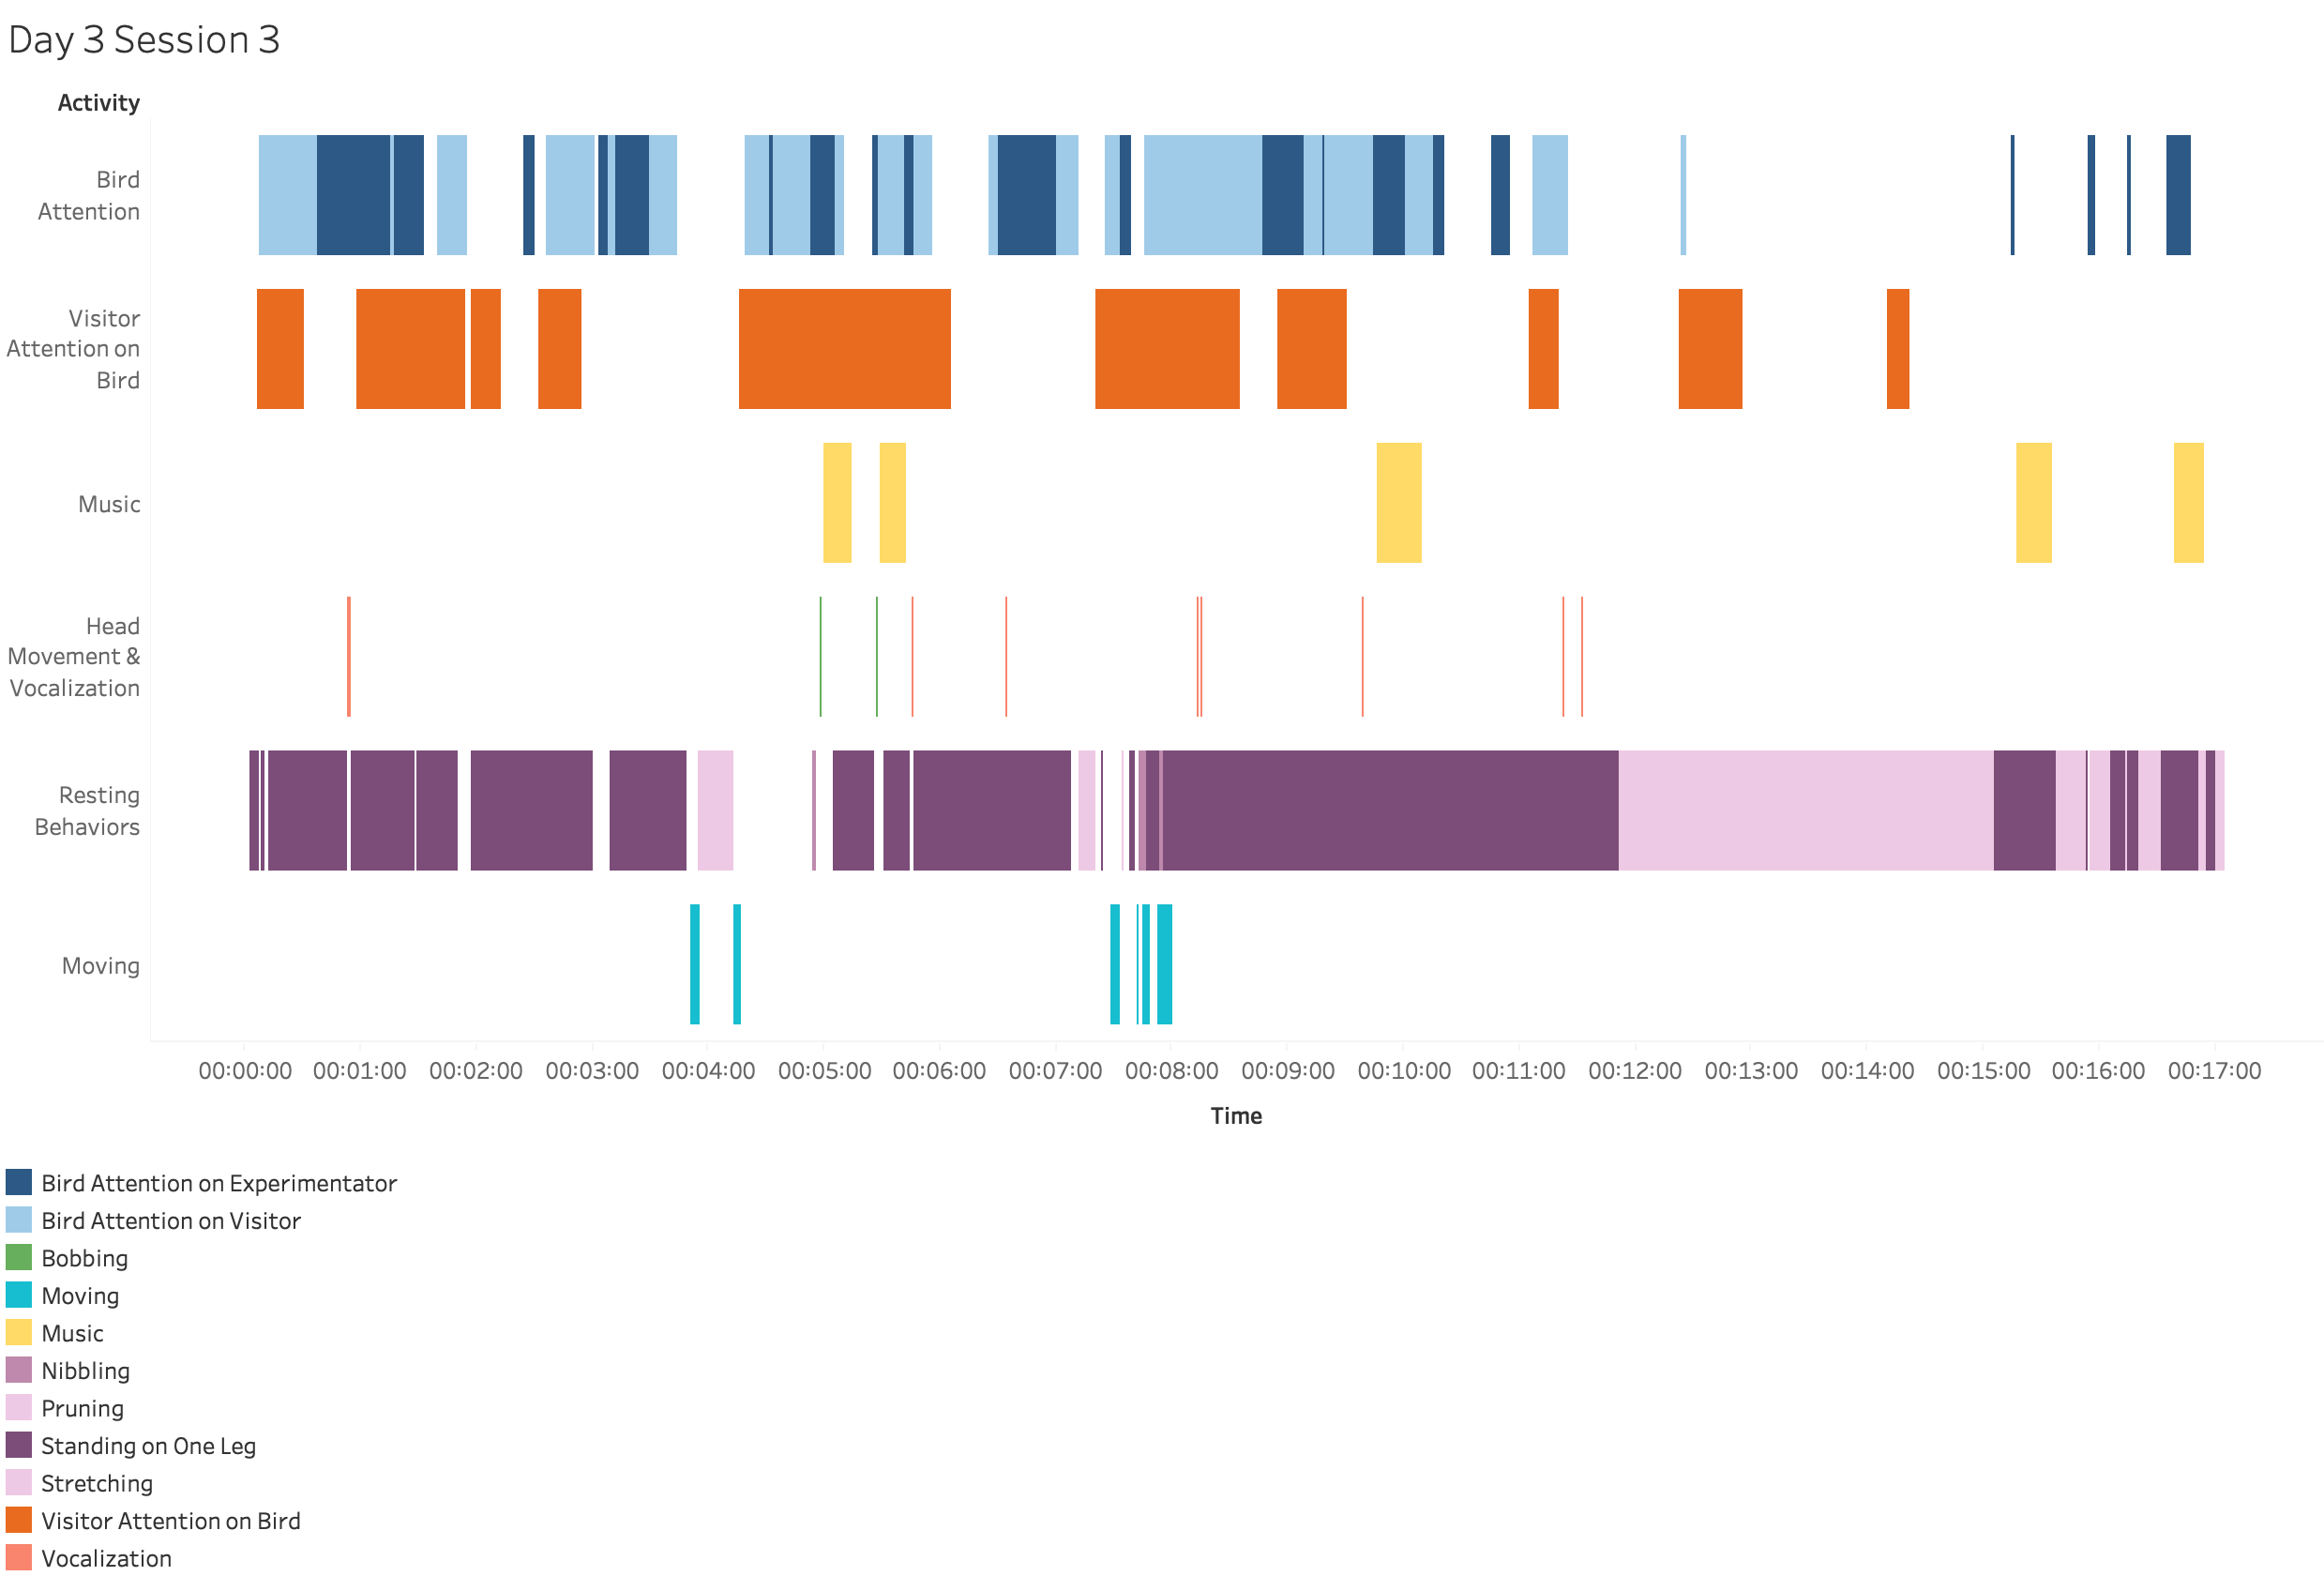 Day 3 Session 3
Activity
Bird
Attention
Visitor
Attention on
Bird
Music
Head
Movement &
Vocalization
Resting
Behaviors
Moving
00:00:00 00:01:00 00:02:00 00:03:00 00:04:00 00:05:00 00:06:00 00:07:00 00:08:00 00:09:00 00:10:00 00:11:00 00:12:00 00:13:00 00:14:00 00:15:00 00:16:00 00:17:00
Time
Bird Attention on Experimentator
Bird Attention on Visitor
Bobbing
Moving
Music
Nibbling
Pruning
Standing on One Leg
Stretching
Visitor Attention on Bird
Vocalization